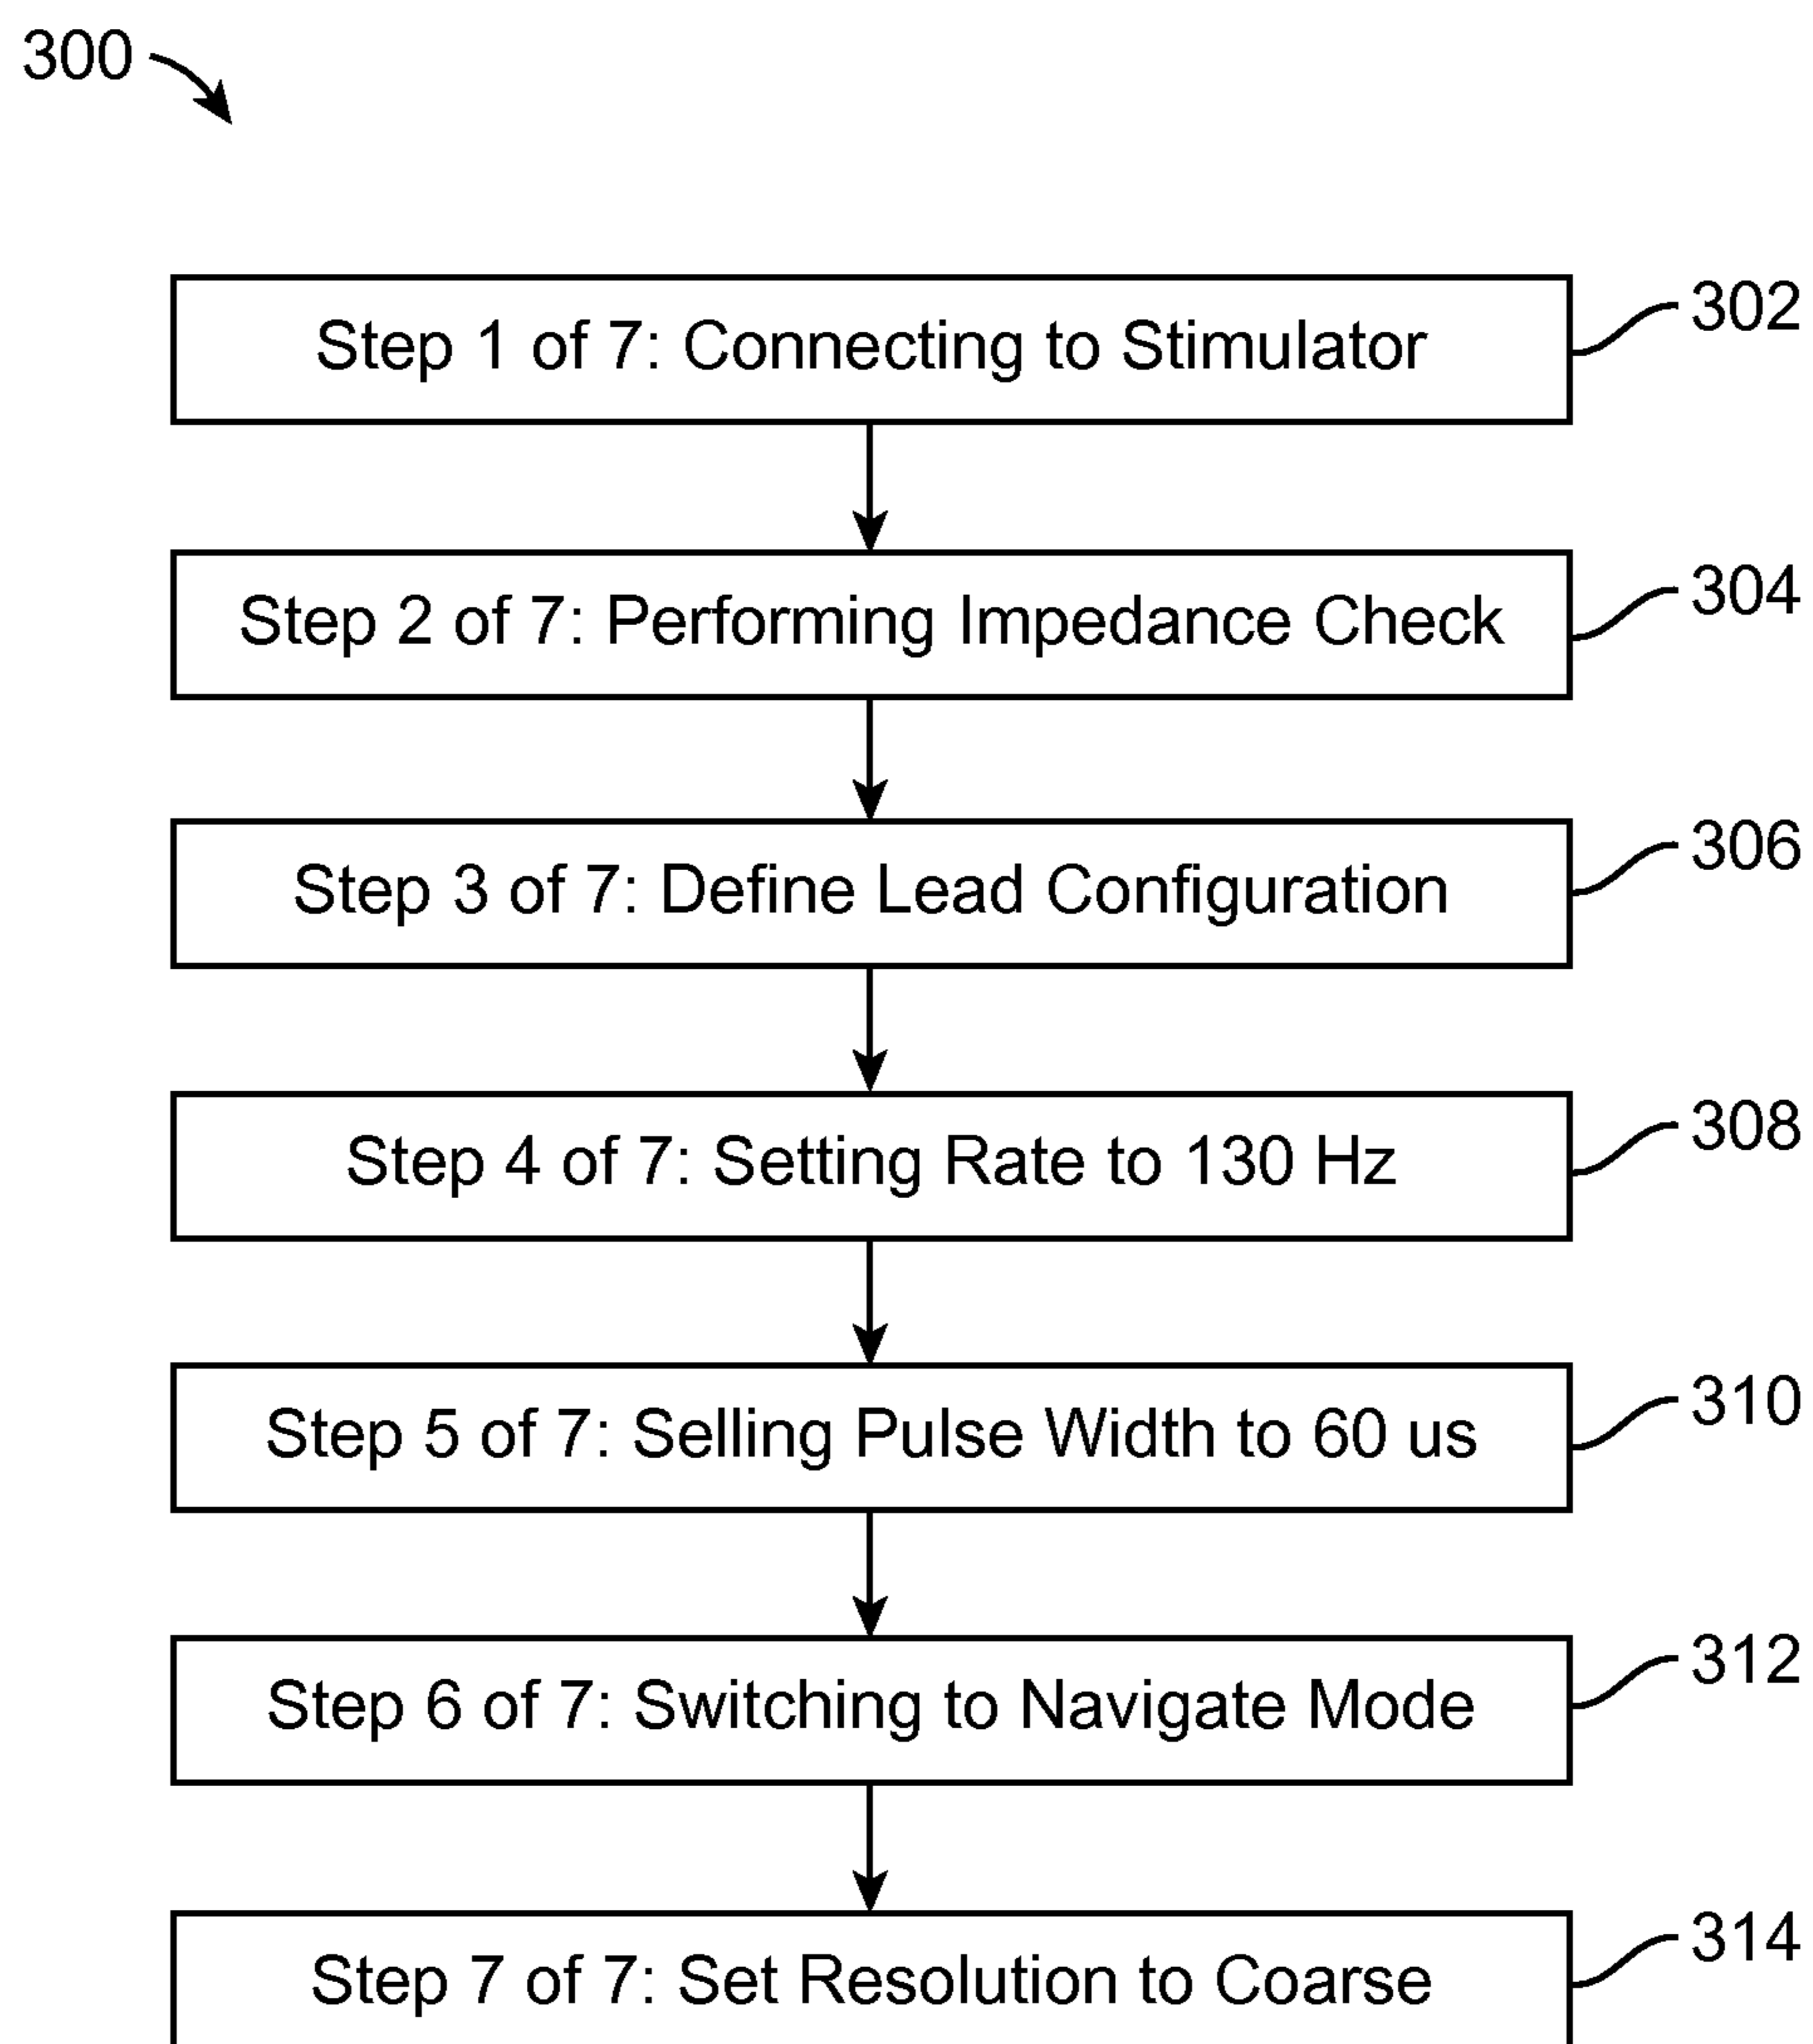 300
Step 1 of 7: Connecting to Stimulator
302
Step 2 of 7: Performing Impedance Check
304
Step 3 of 7: Define Lead Configuration
306
Step 4 of 7: Setting Rate to 130 Hz
308
Step 5 of 7: Selling Pulse Width to 60 us
310
Step 6 of 7: Switching to Navigate Mode
312
Step 7 of 7: Set Resolution to Coarse
314